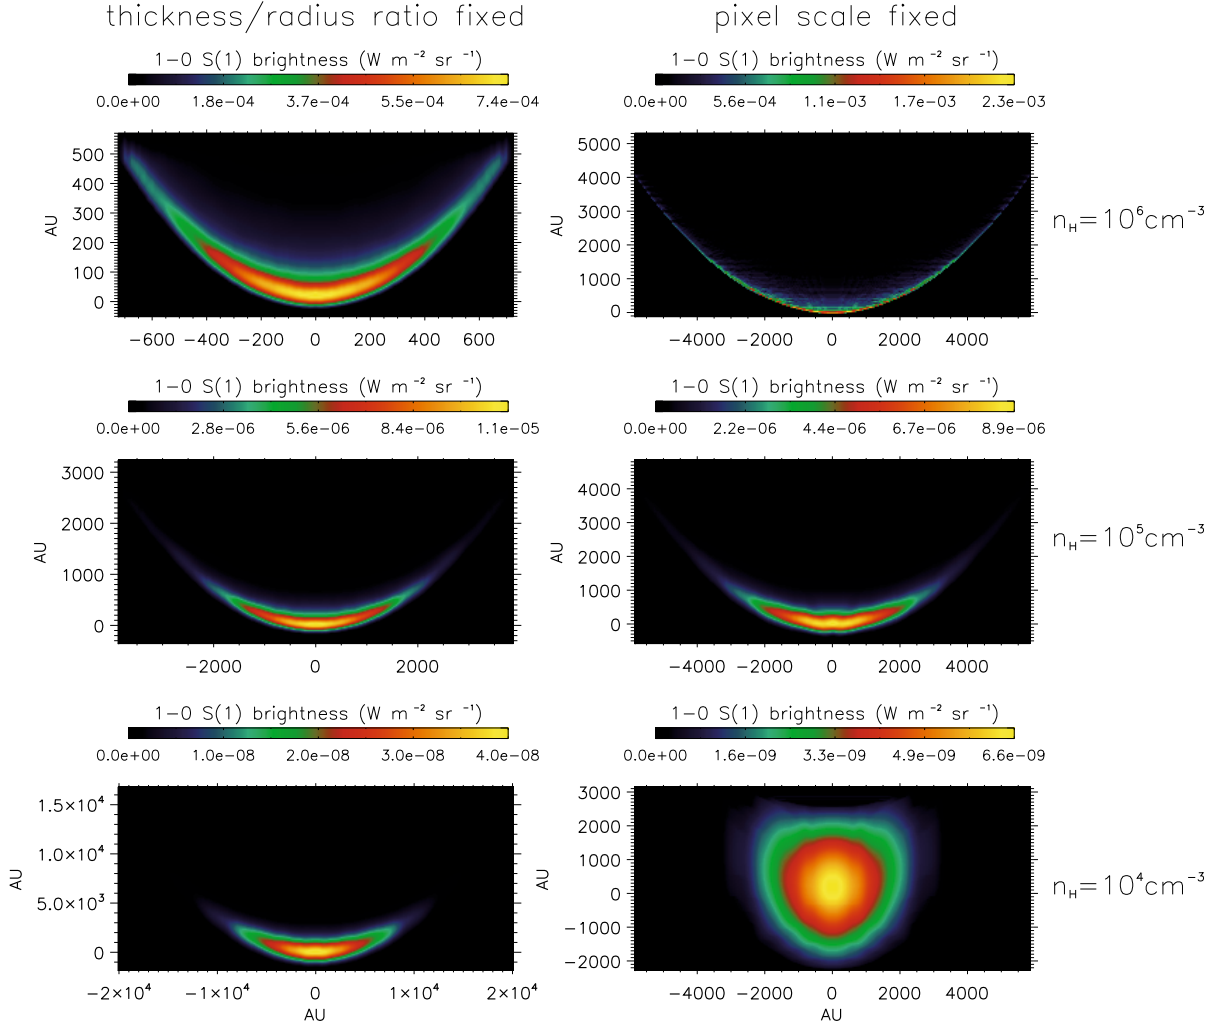 thickness/radius ratio fixed
pixel scale fixed
1-0 S(1) brightness (W m⁻² sr⁻¹)
0.0e+00 1.8e-04 3.7e-04 5.5e-04 7.4e-04
500
400
300
200
100
0
AU
-600 -400 -200 0 200 400 600
1-0 S(1) brightness (W m⁻² sr⁻¹)
0.0e+00 5.6e-04 1.1e-03 1.7e-03 2.3e-03
5000
4000
3000
2000
1000
0
AU
-4000 -2000 0 2000 4000
n_H=10⁶cm⁻³
1-0 S(1) brightness (W m⁻² sr⁻¹)
0.0e+00 2.8e-06 5.6e-06 8.4e-06 1.1e-05
3000
2000
1000
0
AU
-2000 0 2000
1-0 S(1) brightness (W m⁻² sr⁻¹)
0.0e+00 2.2e-06 4.4e-06 6.7e-06 8.9e-06
4000
3000
2000
1000
0
AU
-4000 -2000 0 2000 4000
n_H=10⁵cm⁻³
1-0 S(1) brightness (W m⁻² sr⁻¹)
0.0e+00 1.0e-08 2.0e-08 3.0e-08 4.0e-08
1.5×10⁴
1.0×10⁴
5.0×10³
0
AU
-2×10⁴ -1×10⁴ 0 1×10⁴ 2×10⁴
AU
1-0 S(1) brightness (W m⁻² sr⁻¹)
0.0e+00 1.6e-09 3.3e-09 4.9e-09 6.6e-09
3000
2000
1000
0
-1000
-2000
AU
-4000 -2000 0 2000 4000
AU
n_H=10⁴cm⁻³